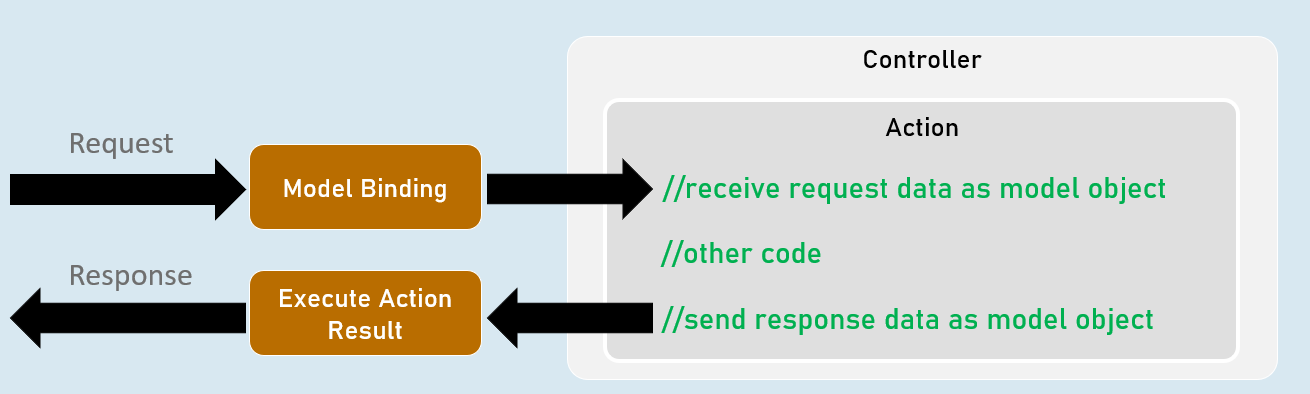 Controller
Action
Request
Model Binding
//receive request data as model object
//other code
Response
Execute Action
Result
//send response data as model object